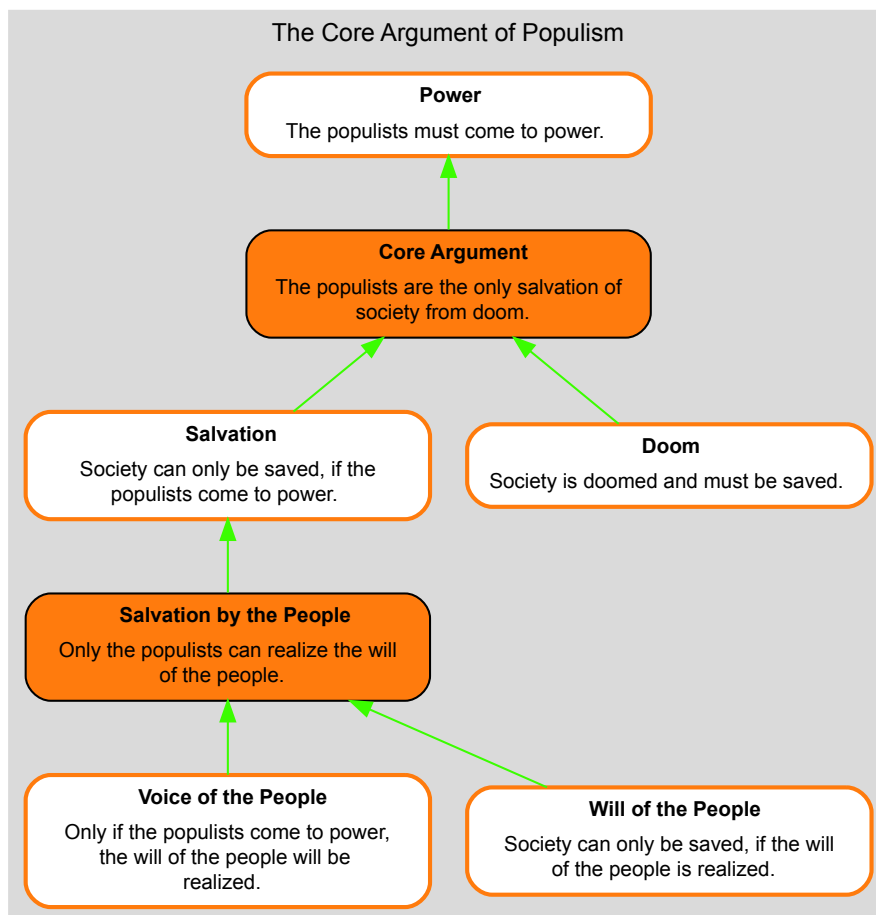 The Core Argument of Populism
Power
The populists must come to power.
Core Argument
The populists are the only salvation of
society from doom.
Salvation
Society can only be saved, if the
populists come to power.
Doom
Society is doomed and must be saved.
Salvation by the People
Only the populists can realize the will
of the people.
Voice of the People
Only if the populists come to power,
the will of the people will be
realized.
Will of the People
Society can only be saved, if the will
of the people is realized.